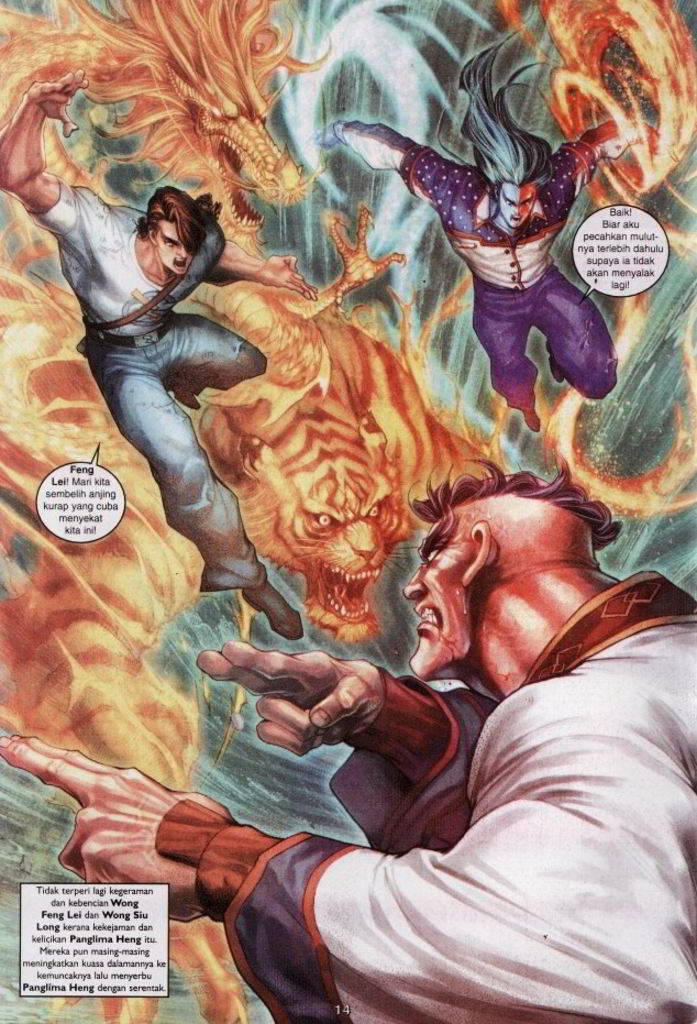 Baik!
Biar aku
pecahkan mulut-
nya terlebih dahulu
supaya ia tidak
akan menyalak
lagi!
Feng
Lei! Mari kita
sembelih anjing
kurap yang cuba
menyekat
kita ini!
Tidak terperi lagi kegeraman
dan kebencian Wong
Feng Lei dan Wong Siu
Long kerana kekejaman dan
kelicikan Panglima Heng itu.
Mereka pun masing-masing
meningkatkan kuasa dalamannya ke
kemuncaknya lalu menyerbu
Panglima Heng dengan serentak.
14